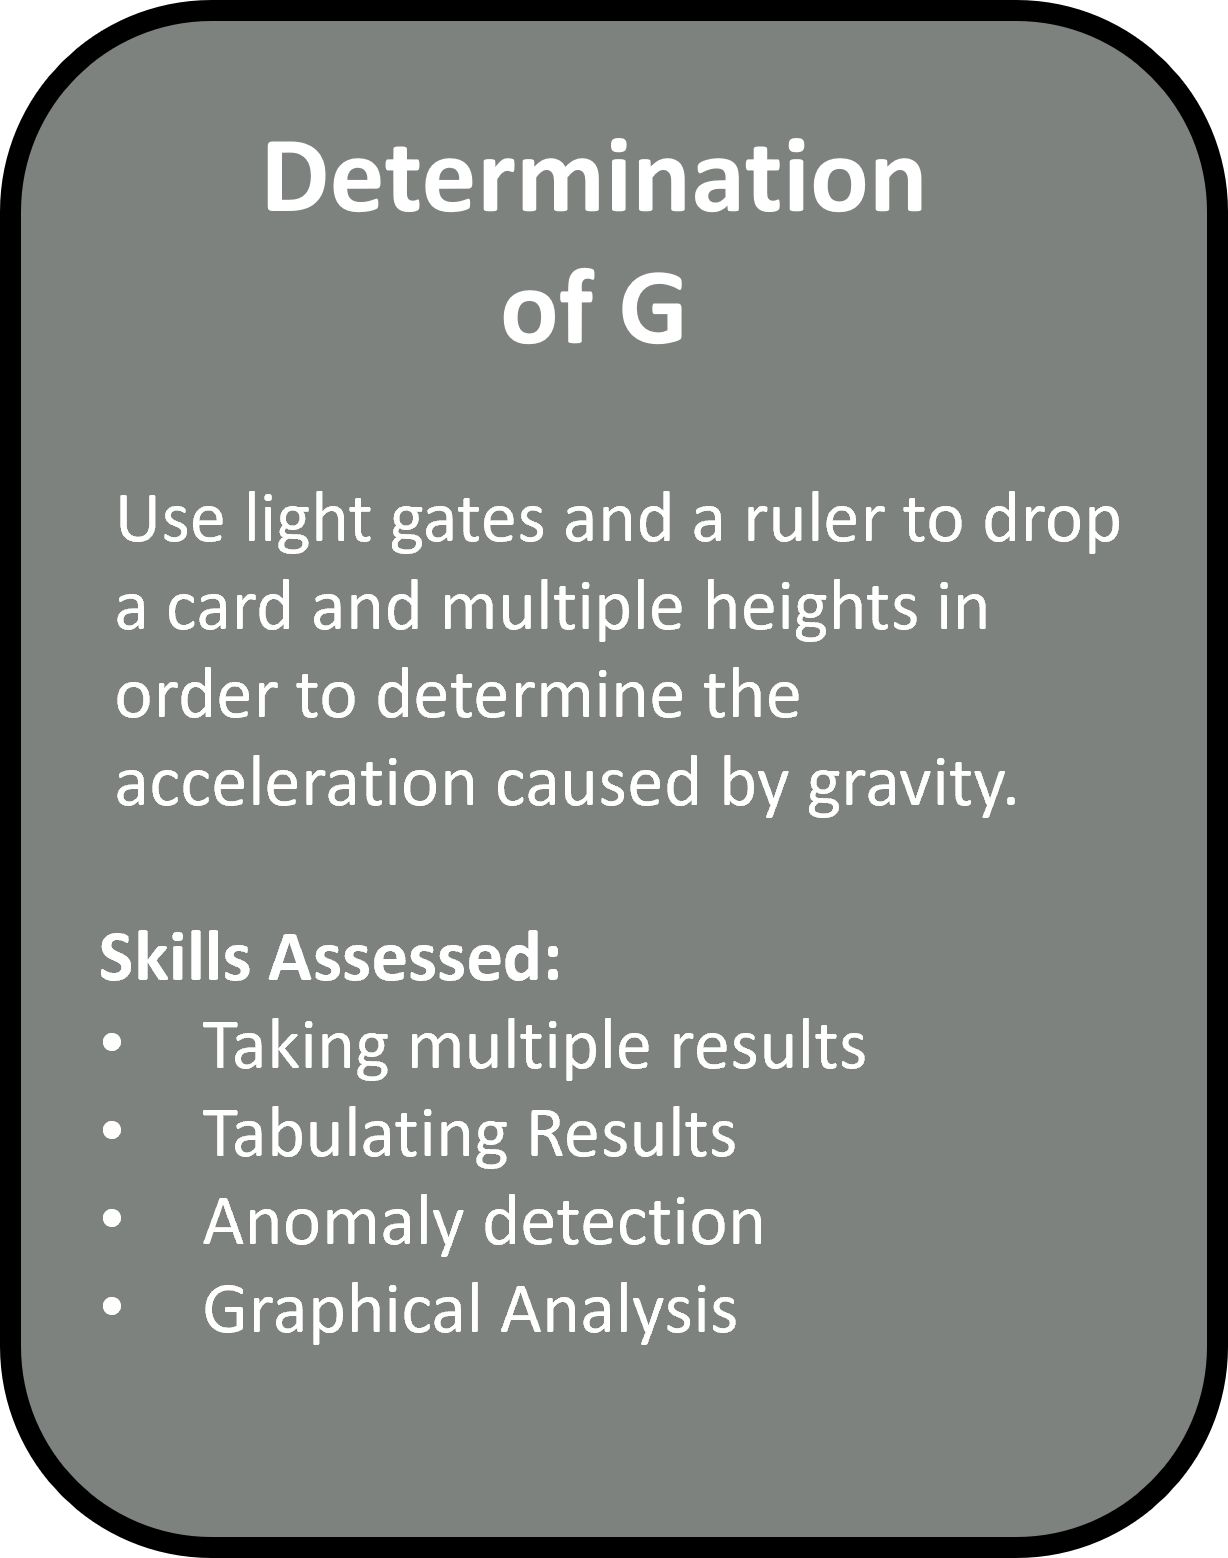 Determination
of G
Use light gates and a ruler to drop
a card and multiple heights in
order to determine the
acceleration caused by gravity.
Skills Assessed:
• Taking multiple results
• Tabulating Results
• Anomaly detection
• Graphical Analysis